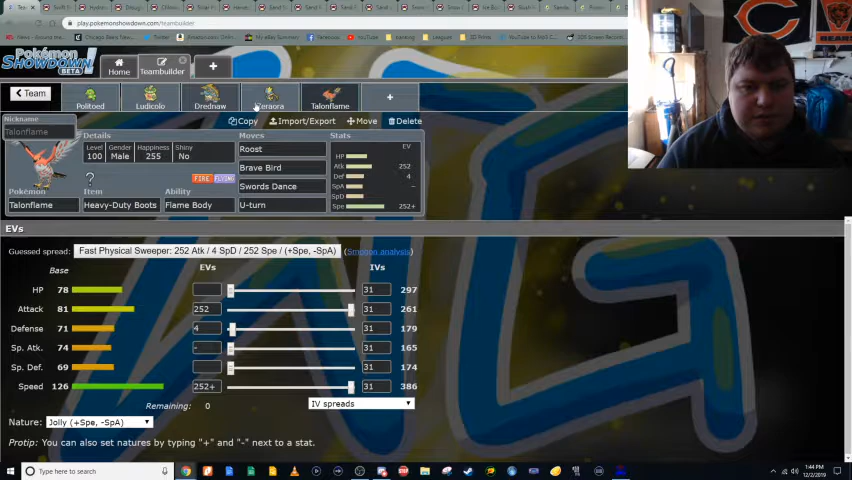 play.pokemonshowdown.com/teambuilder
Pokémon
SHOWDOWN!
BETA
Home
Teambuilder
Team
Politoed
Ludicolo
Drednaw
Talonflame
Nickname
Talonflame
Copy
Import/Export
Move
Delete
Details
Level Gender Happiness Shiny
100 Male 255 No
FIRE FLYING
Pokémon Item Ability
Talonflame Heavy-Duty Boots Flame Body
Moves
Roost
Brave Bird
Swords Dance
U-turn
Stats
EV
HP
Atk 252
Def 4
SpA –
SpD
Spe 252+
EVs
Guessed spread: Fast Physical Sweeper: 252 Atk / 4 SpD / 252 Spe / (+Spe, -SpA) (Smogon analysis)
Base EVs IVs
HP 78 31 297
Attack 81 252 31 261
Defense 71 4 31 179
Sp. Atk. 74 - 31 165
Sp. Def. 69 31 174
Speed 126 252+ 31 386
Remaining: 0 IV spreads
Nature: Jolly (+Spe, -SpA)
Protip: You can also set natures by typing "+" and "-" next to a stat.
BEARS
Type here to search
1:44 PM
12/2/2019